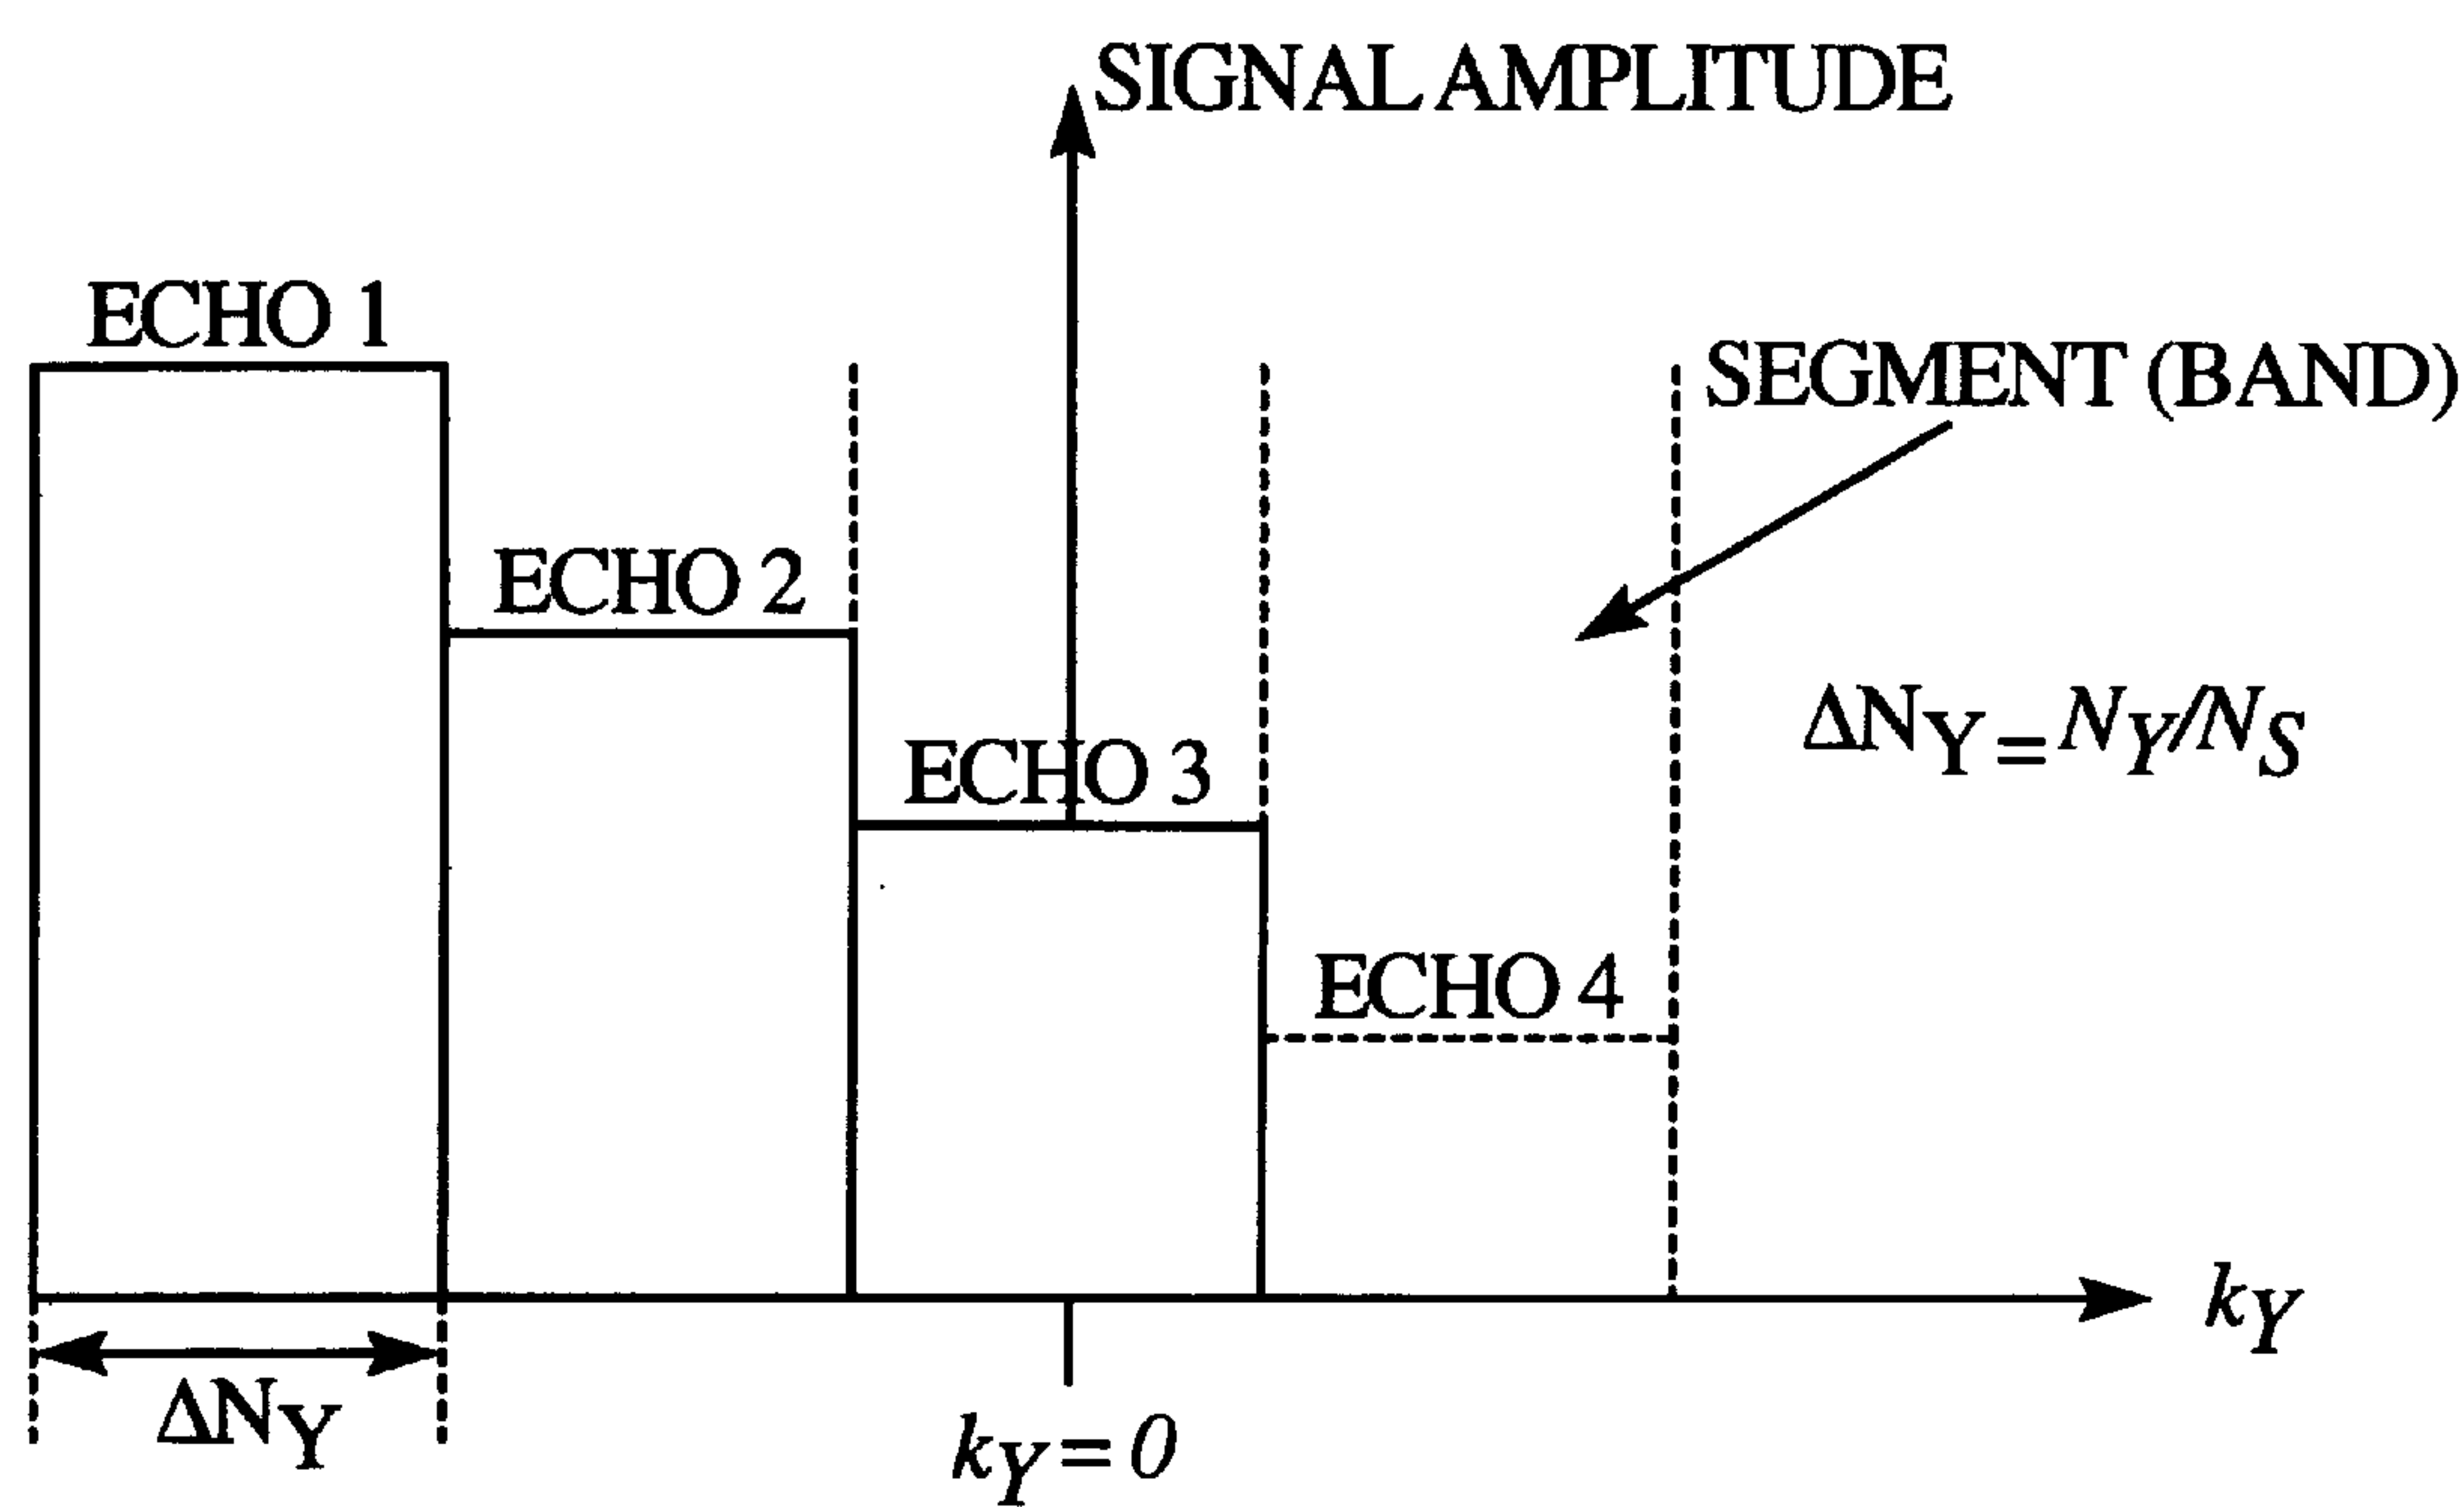 SIGNAL AMPLITUDE
ECHO 1
SEGMENT (BAND)
ECHO 2
ΔNY = NY/NS
ECHO 3
ECHO 4
kY
ΔNY
kY = 0